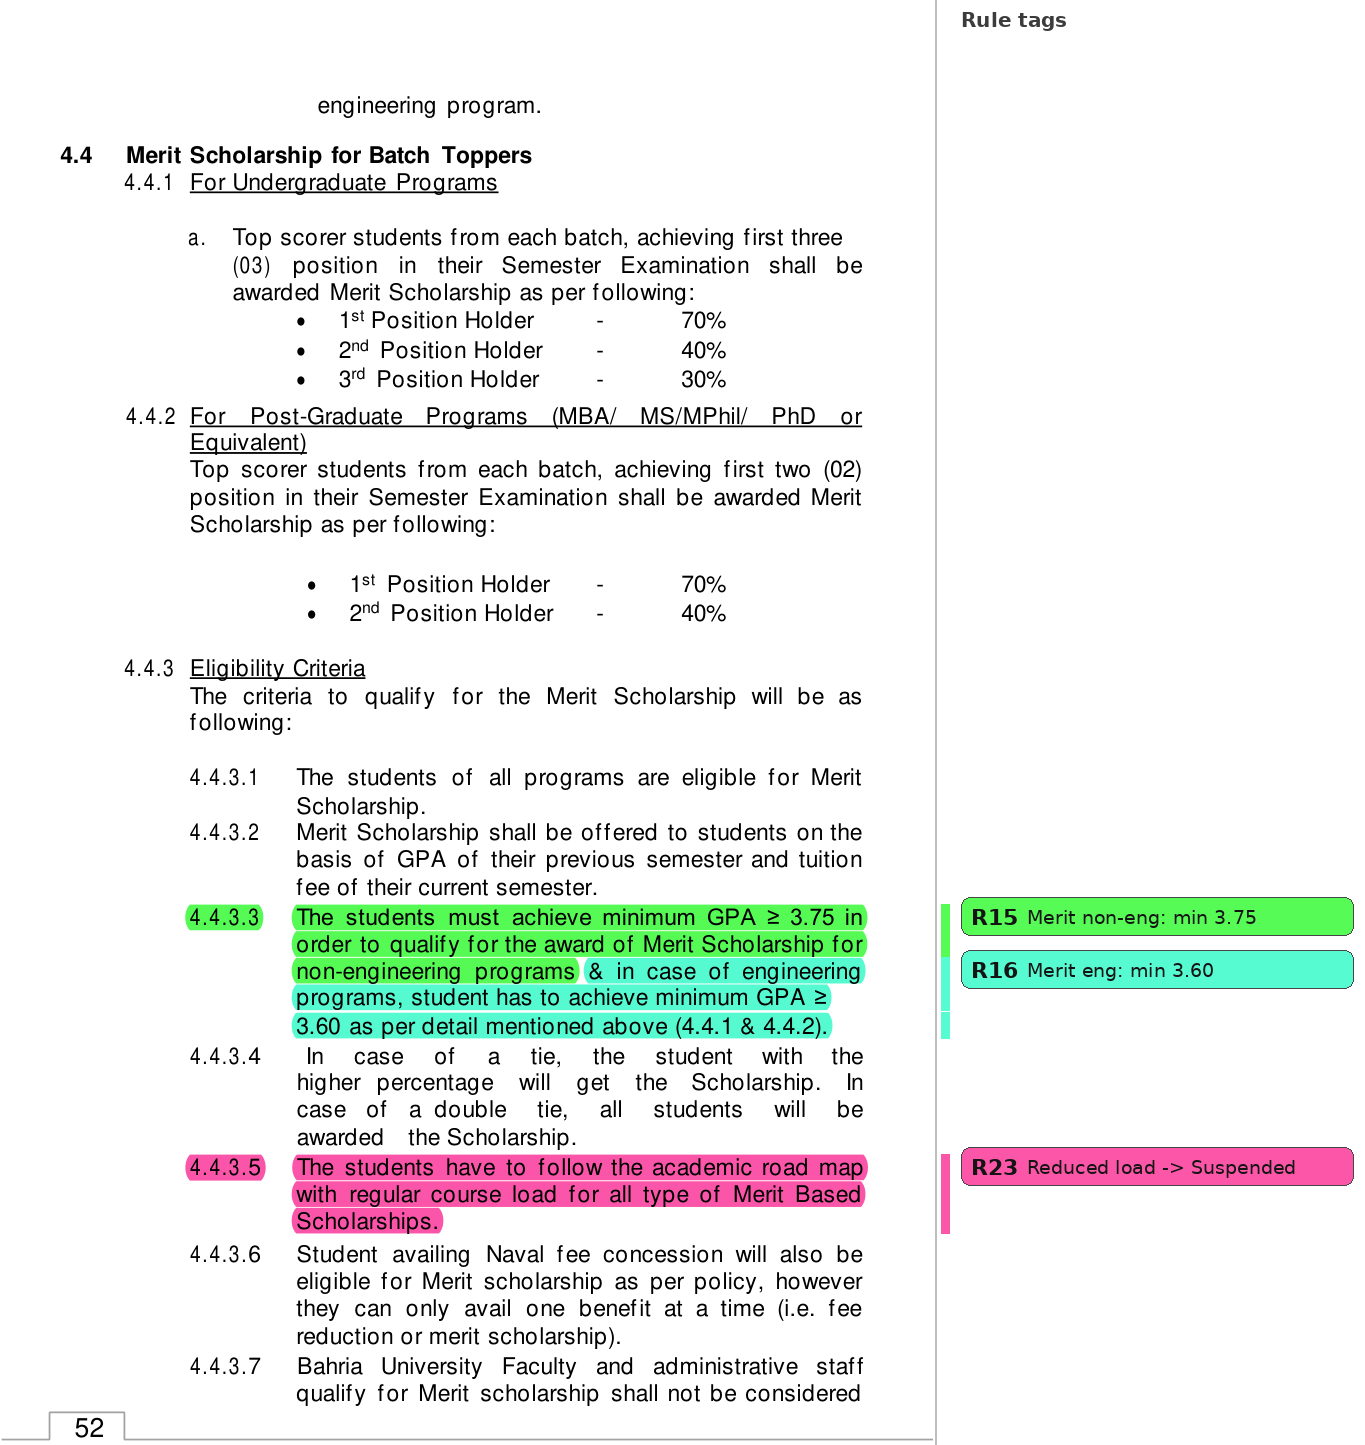 Rule tags
engineering program.
4.4 Merit Scholarship for Batch Toppers
4.4.1 For Undergraduate Programs
a. Top scorer students from each batch, achieving first three
(03) position in their Semester Examination shall be
awarded Merit Scholarship as per following:
• 1st Position Holder - 70%
• 2nd Position Holder - 40%
• 3rd Position Holder - 30%
4.4.2 For Post-Graduate Programs (MBA/ MS/MPhil/ PhD or
Equivalent)
Top scorer students from each batch, achieving first two (02)
position in their Semester Examination shall be awarded Merit
Scholarship as per following:
• 1st Position Holder - 70%
• 2nd Position Holder - 40%
4.4.3 Eligibility Criteria
The criteria to qualify for the Merit Scholarship will be as
following:
4.4.3.1 The students of all programs are eligible for Merit
Scholarship.
4.4.3.2 Merit Scholarship shall be offered to students on the
basis of GPA of their previous semester and tuition
fee of their current semester.
4.4.3.3 The students must achieve minimum GPA ≥ 3.75 in
order to qualify for the award of Merit Scholarship for
non-engineering programs & in case of engineering
programs, student has to achieve minimum GPA ≥
3.60 as per detail mentioned above (4.4.1 & 4.4.2).
R15 Merit non-eng: min 3.75
R16 Merit eng: min 3.60
4.4.3.4 In case of a tie, the student with the
higher percentage will get the Scholarship. In
case of a double tie, all students will be
awarded the Scholarship.
4.4.3.5 The students have to follow the academic road map
with regular course load for all type of Merit Based
Scholarships.
R23 Reduced load -> Suspended
4.4.3.6 Student availing Naval fee concession will also be
eligible for Merit scholarship as per policy, however
they can only avail one benefit at a time (i.e. fee
reduction or merit scholarship).
4.4.3.7 Bahria University Faculty and administrative staff
qualify for Merit scholarship shall not be considered
52